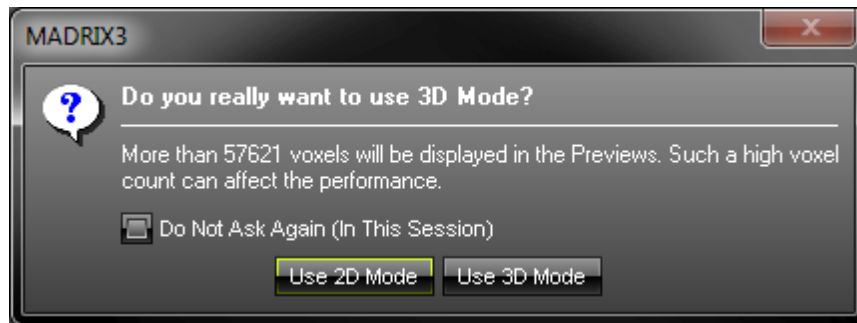 MADRIX3
Do you really want to use 3D Mode?
More than 57621 voxels will be displayed in the Previews. Such a high voxel
count can affect the performance.
Do Not Ask Again (In This Session)
Use 2D Mode Use 3D Mode